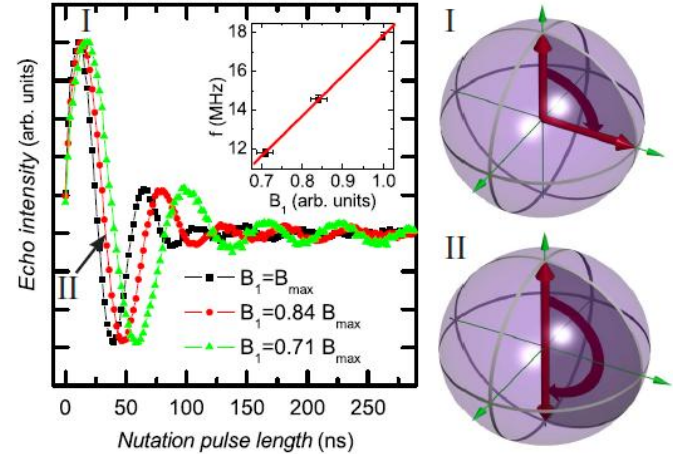 I
I
18
16
14
12
f (MHz)
0.7 0.8 0.9 1.0
B₁ (arb. units)
Echo intensity (arb. units)
II
B₁=Bmax
B₁=0.84 Bmax
B₁=0.71 Bmax
II
0 50 75 100 150 200 250
Nutation pulse length (ns)